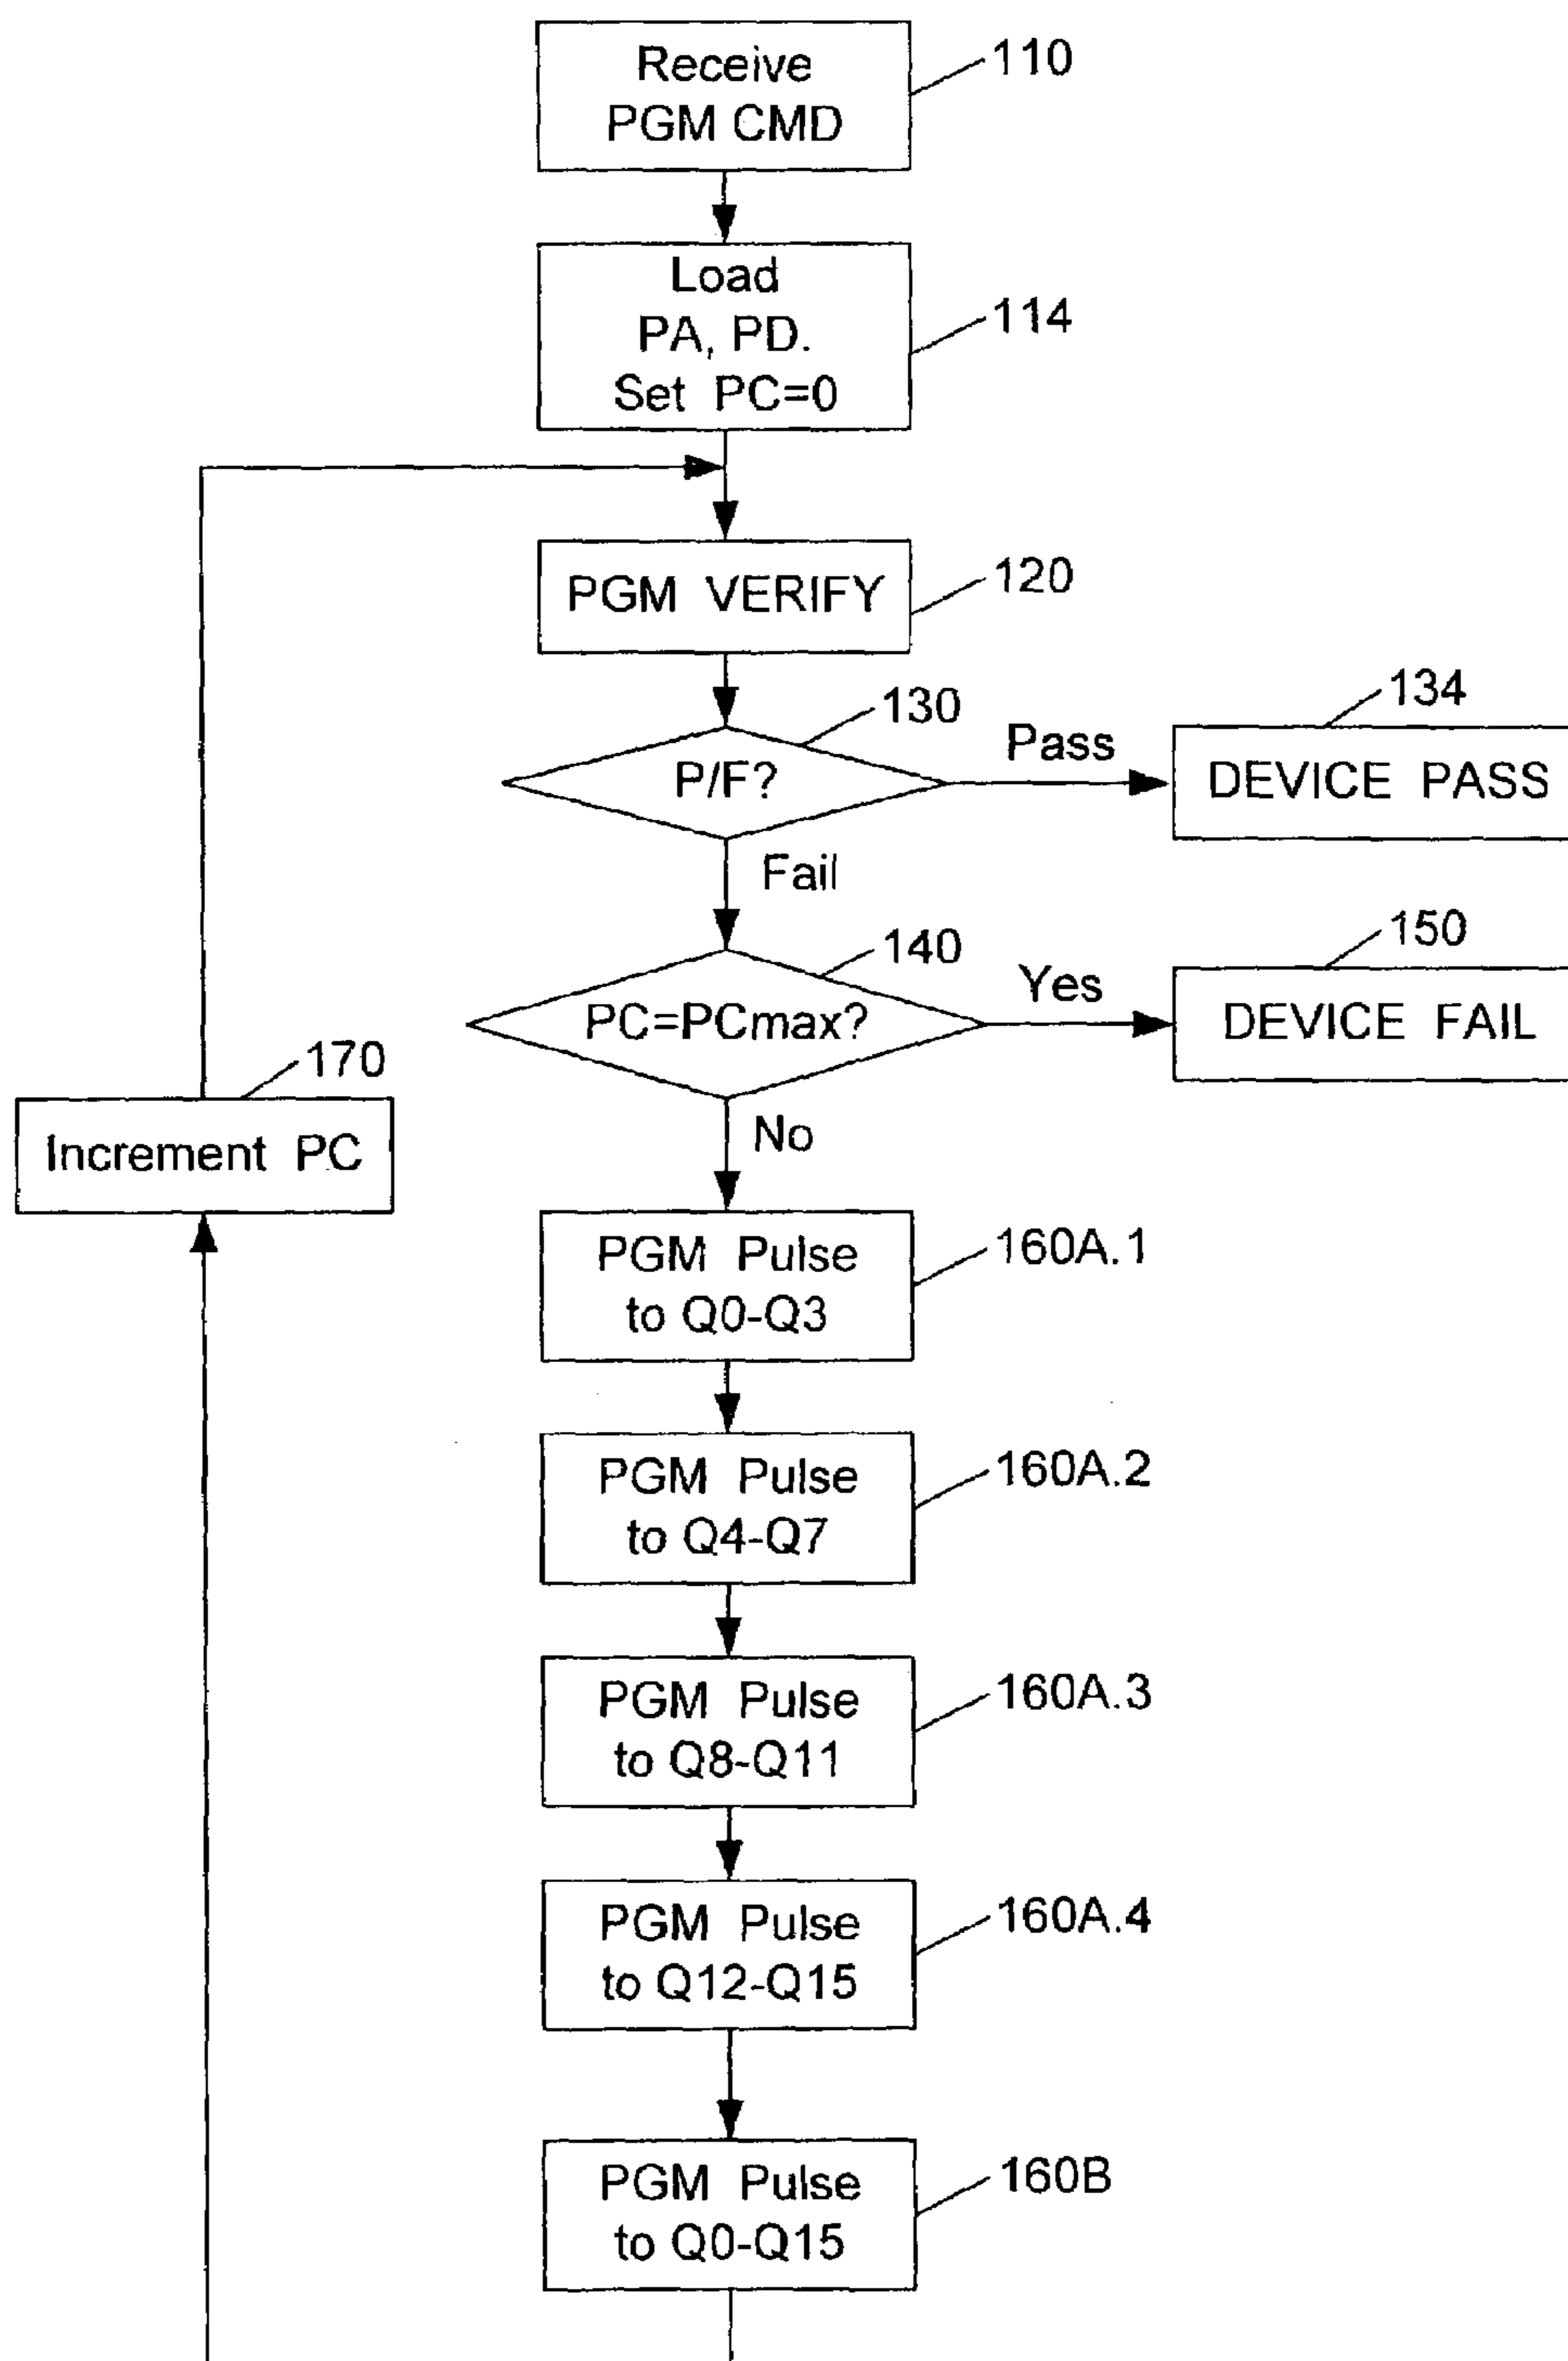 Receive
PGM CMD
110
Load
PA, PD.
Set PC=0
114
PGM VERIFY
120
130
P/F?
Pass
134
DEVICE PASS
Fail
140
PC=PCmax?
Yes
150
DEVICE FAIL
170
Increment PC
No
PGM Pulse
to Q0-Q3
160A.1
PGM Pulse
to Q4-Q7
160A.2
PGM Pulse
to Q8-Q11
160A.3
PGM Pulse
to Q12-Q15
160A.4
PGM Pulse
to Q0-Q15
160B